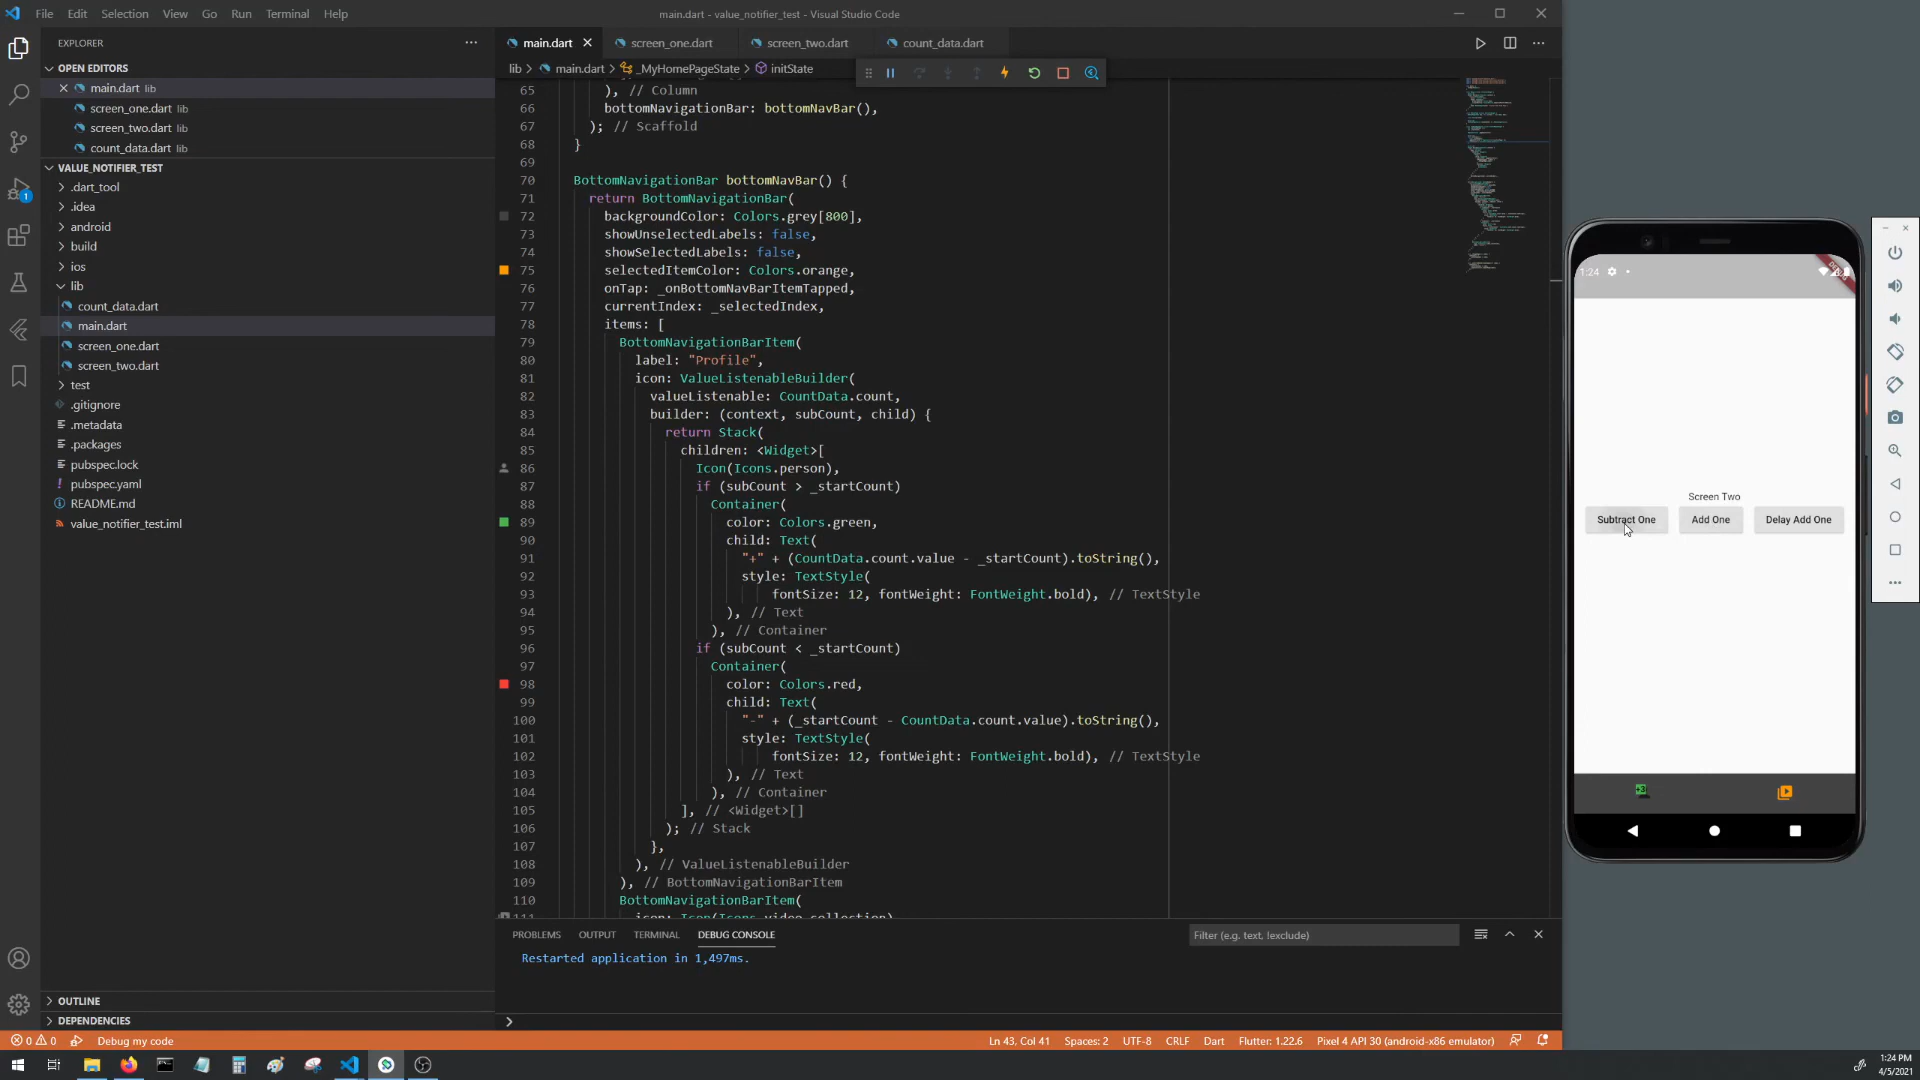 File Edit Selection View Go Run Terminal Help
main.dart - value_notifier_test - Visual Studio Code
EXPLORER
OPEN EDITORS
main.dart lib
screen_one.dart lib
screen_two.dart lib
count_data.dart lib
VALUE_NOTIFIER_TEST
.dart_tool
.idea
android
build
ios
lib
count_data.dart
main.dart
screen_one.dart
screen_two.dart
test
.gitignore
.metadata
.packages
pubspec.lock
pubspec.yaml
README.md
value_notifier_test.iml
OUTLINE
DEPENDENCIES
1
main.dart screen_one.dart screen_two.dart count_data.dart
lib > main.dart > _MyHomePageState > initState
65 ), // Column
66 bottomNavigationBar: bottomNavBar(),
67 ); // Scaffold
68 }
69
70 BottomNavigationBar bottomNavBar() {
71 return BottomNavigationBar(
72 backgroundColor: Colors.grey[800],
73 showUnselectedLabels: false,
74 showSelectedLabels: false,
75 selectedItemColor: Colors.orange,
76 onTap: _onBottomNavBarItemTapped,
77 currentIndex: _selectedIndex,
78 items: [
79 BottomNavigationBarItem(
80 label: "Profile",
81 icon: ValueListenableBuilder(
82 valueListenable: CountData.count,
83 builder: (context, subCount, child) {
84 return Stack(
85 children: <Widget>[
86 Icon(Icons.person),
87 if (subCount > _startCount)
88 Container(
89 color: Colors.green,
90 child: Text(
91 "+" + (CountData.count.value - _startCount).toString(),
92 style: TextStyle(
93 fontSize: 12, fontWeight: FontWeight.bold), // TextStyle
94 ), // Text
95 ), // Container
96 if (subCount < _startCount)
97 Container(
98 color: Colors.red,
99 child: Text(
100 "-" + (_startCount - CountData.count.value).toString(),
101 style: TextStyle(
102 fontSize: 12, fontWeight: FontWeight.bold), // TextStyle
103 ), // Text
104 ), // Container
105 ], // <Widget>[]
106 ); // Stack
107 },
108 ), // ValueListenableBuilder
109 ), // BottomNavigationBarItem
110 BottomNavigationBarItem(
111 icon: Icon(Icons.video_collection)
PROBLEMS OUTPUT TERMINAL DEBUG CONSOLE
Filter (e.g. text, !exclude)
Restarted application in 1,497ms.
0 0 Debug my code
Ln 43, Col 41 Spaces: 2 UTF-8 CRLF Dart Flutter: 1.22.6 Pixel 4 API 30 (android-x86 emulator)
1:24 PM
4/5/2021
1:24
Screen Two
Subtract One Add One Delay Add One
+3